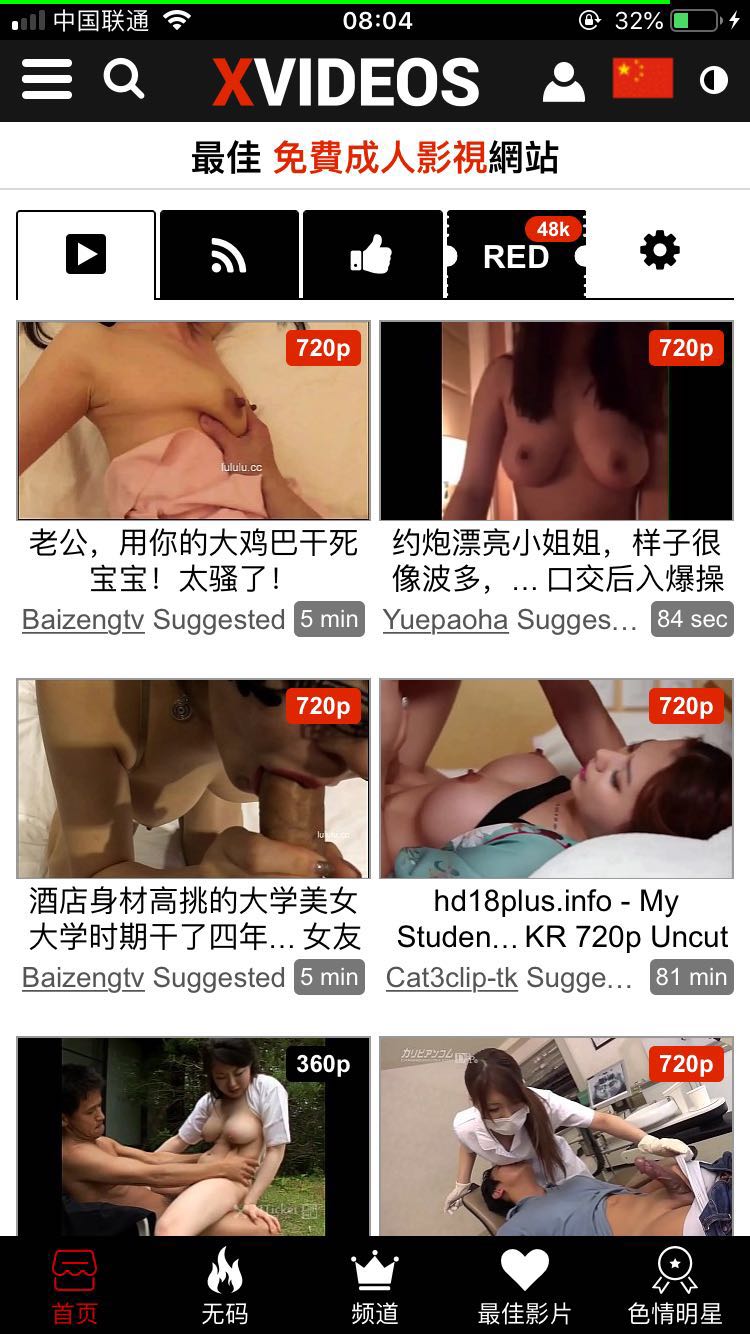 中国联通 08:04 32%
XVIDEOS
最佳 免費成人影視網站
48k
RED
720p
720p
lululu.cc
老公，用你的大鸡巴干死
宝宝！太骚了！
Baizengtv Suggested 5 min
约炮漂亮小姐姐，样子很
像波多，… 口交后入爆操
Yuepaoha Sugges… 84 sec
720p
720p
lululu.cc
酒店身材高挑的大学美女
大学时期干了四年… 女友
Baizengtv Suggested 5 min
hd18plus.info - My
Studen… KR 720p Uncut
Cat3clip-tk Sugge… 81 min
360p
カリビアンコム
720p
首页 无码 频道 最佳影片 色情明星